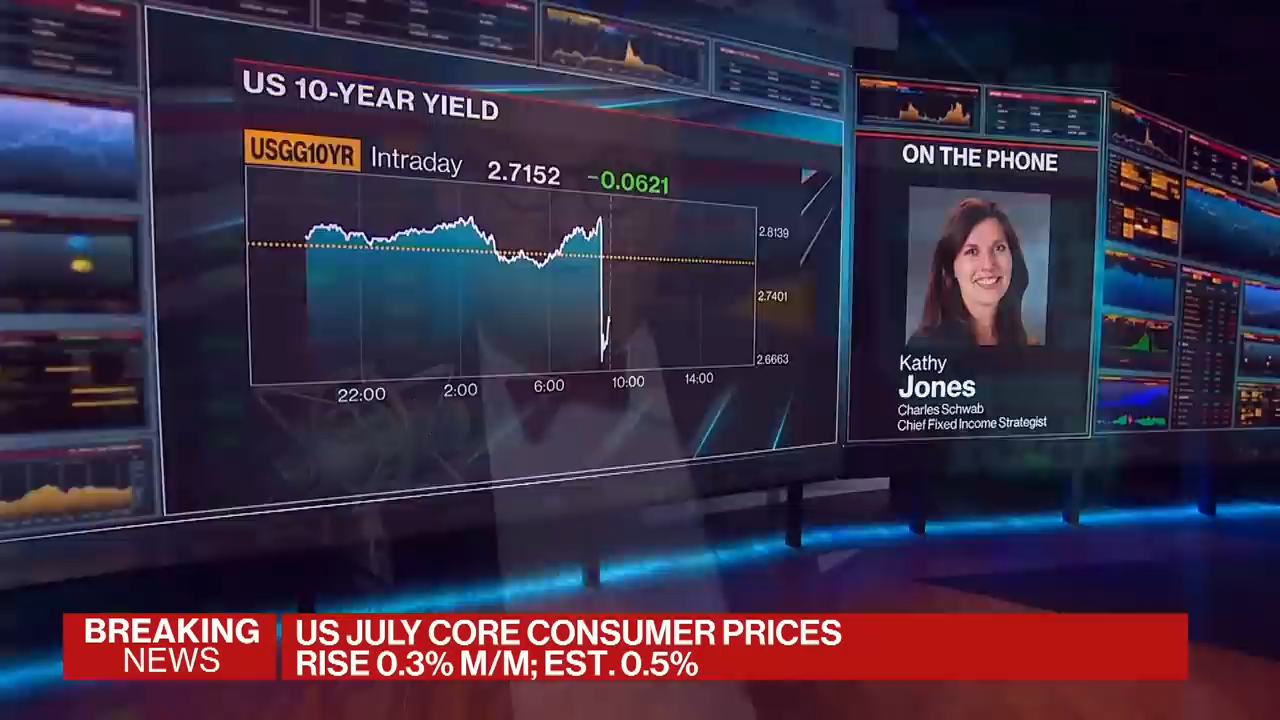 US 10-YEAR YIELD
USGG10YR Intraday 2.7152 -0.0621
2.8139
2.7401
2.6663
22:00 2:00 6:00 10:00 14:00
ON THE PHONE
Kathy
Jones
Charles Schwab
Chief Fixed Income Strategist
BREAKING
NEWS
US JULY CORE CONSUMER PRICES
RISE 0.3% M/M; EST. 0.5%